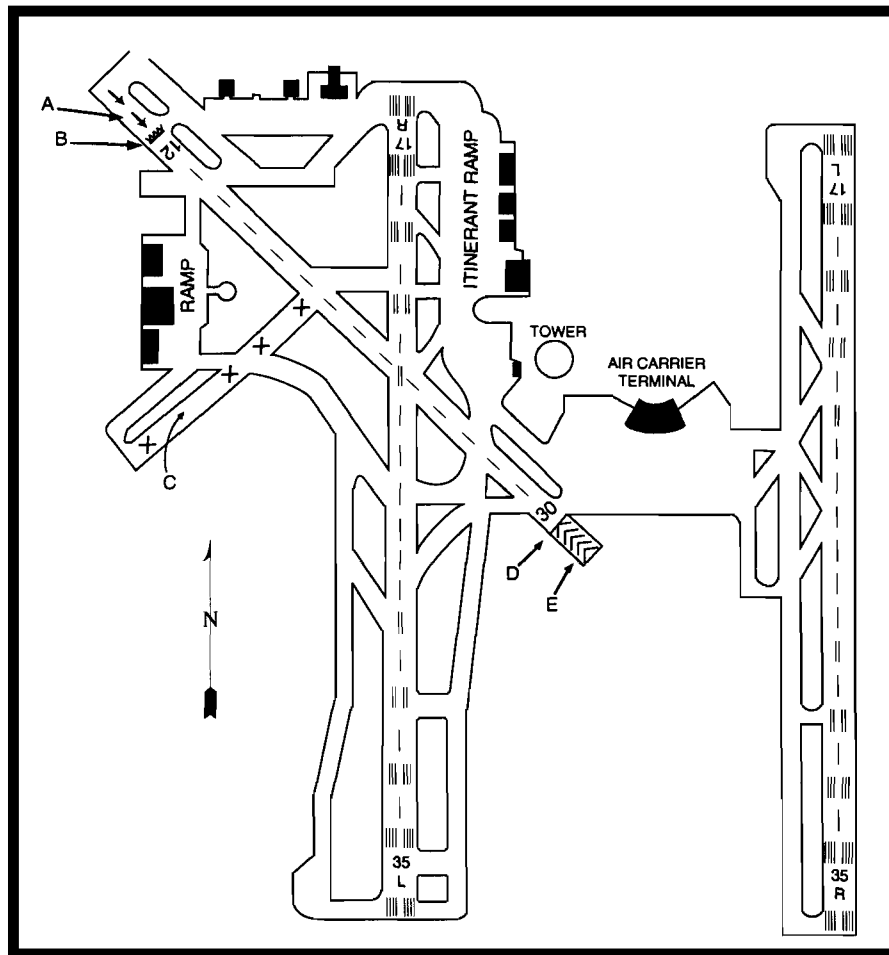 A
B
12
R
17
ITINERANT RAMP
L
17
RAMP
TOWER
AIR CARRIER
TERMINAL
C
30
D
E
N
35
L
35
R